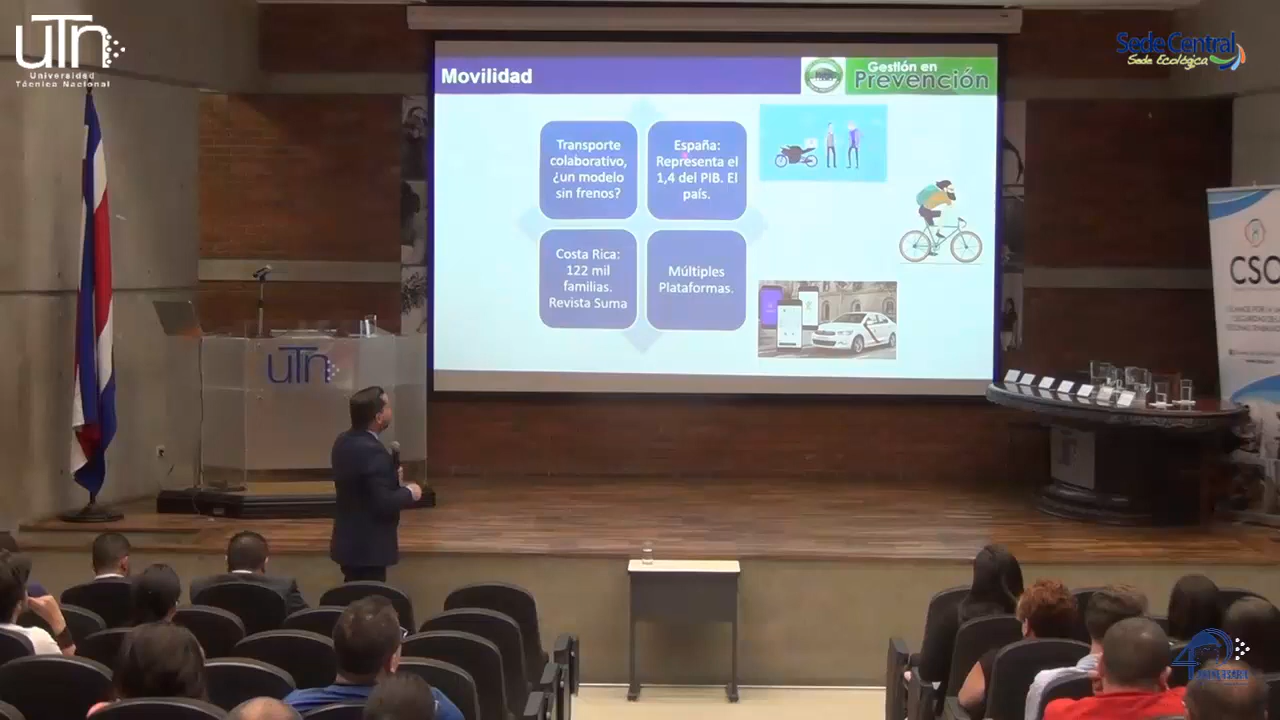 UTn
Universidad
Técnica Nacional
Sede Central
Sede Ecológica
Movilidad
Gestión en
Prevención
Transporte
colaborativo,
¿un modelo
sin frenos?
España:
Representa el
1,4 del PIB. El
país.
Costa Rica:
122 mil
familias.
Revista Suma
Múltiples
Plataformas.
UTn
CSO